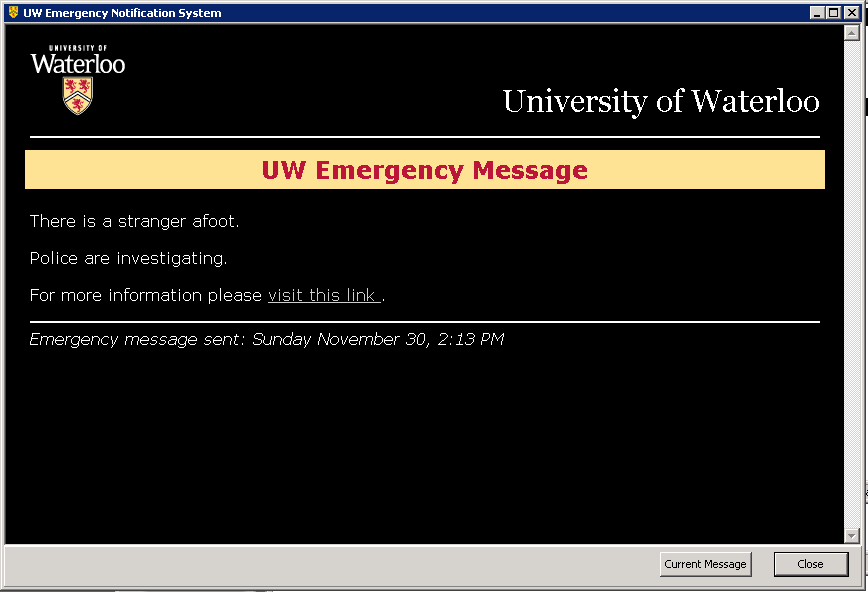 UW Emergency Notification System
UNIVERSITY OF
Waterloo
University of Waterloo
UW Emergency Message
There is a stranger afoot.
Police are investigating.
For more information please visit this link .
Emergency message sent: Sunday November 30, 2:13 PM
Current Message
Close